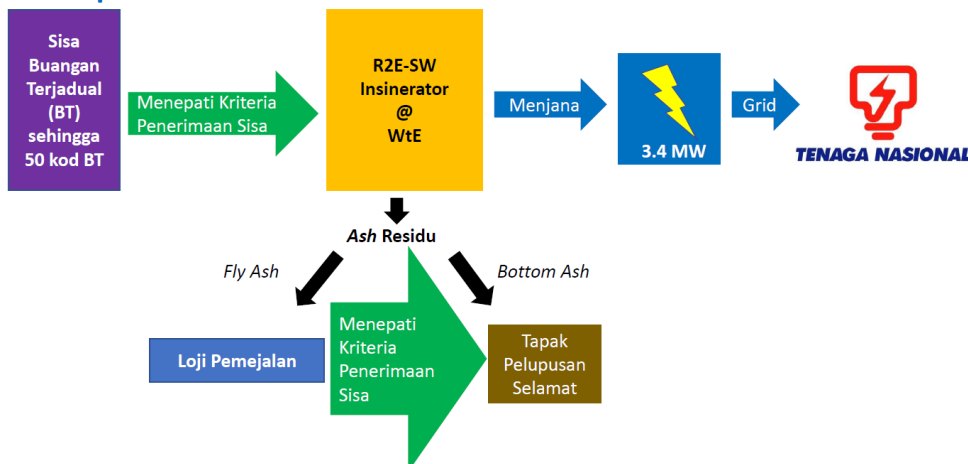 Sisa
Buangan
Terjadual
(BT)
sehingga
50 kod BT
Menepati Kriteria
Penerimaan Sisa
R2E-SW
Insinerator
@
WtE
Menjana
3.4 MW
Grid
TENAGA NASIONAL
Ash Residu
Fly Ash
Bottom Ash
Loji Pemejalan
Menepati
Kriteria
Penerimaan
Sisa
Tapak
Pelupusan
Selamat